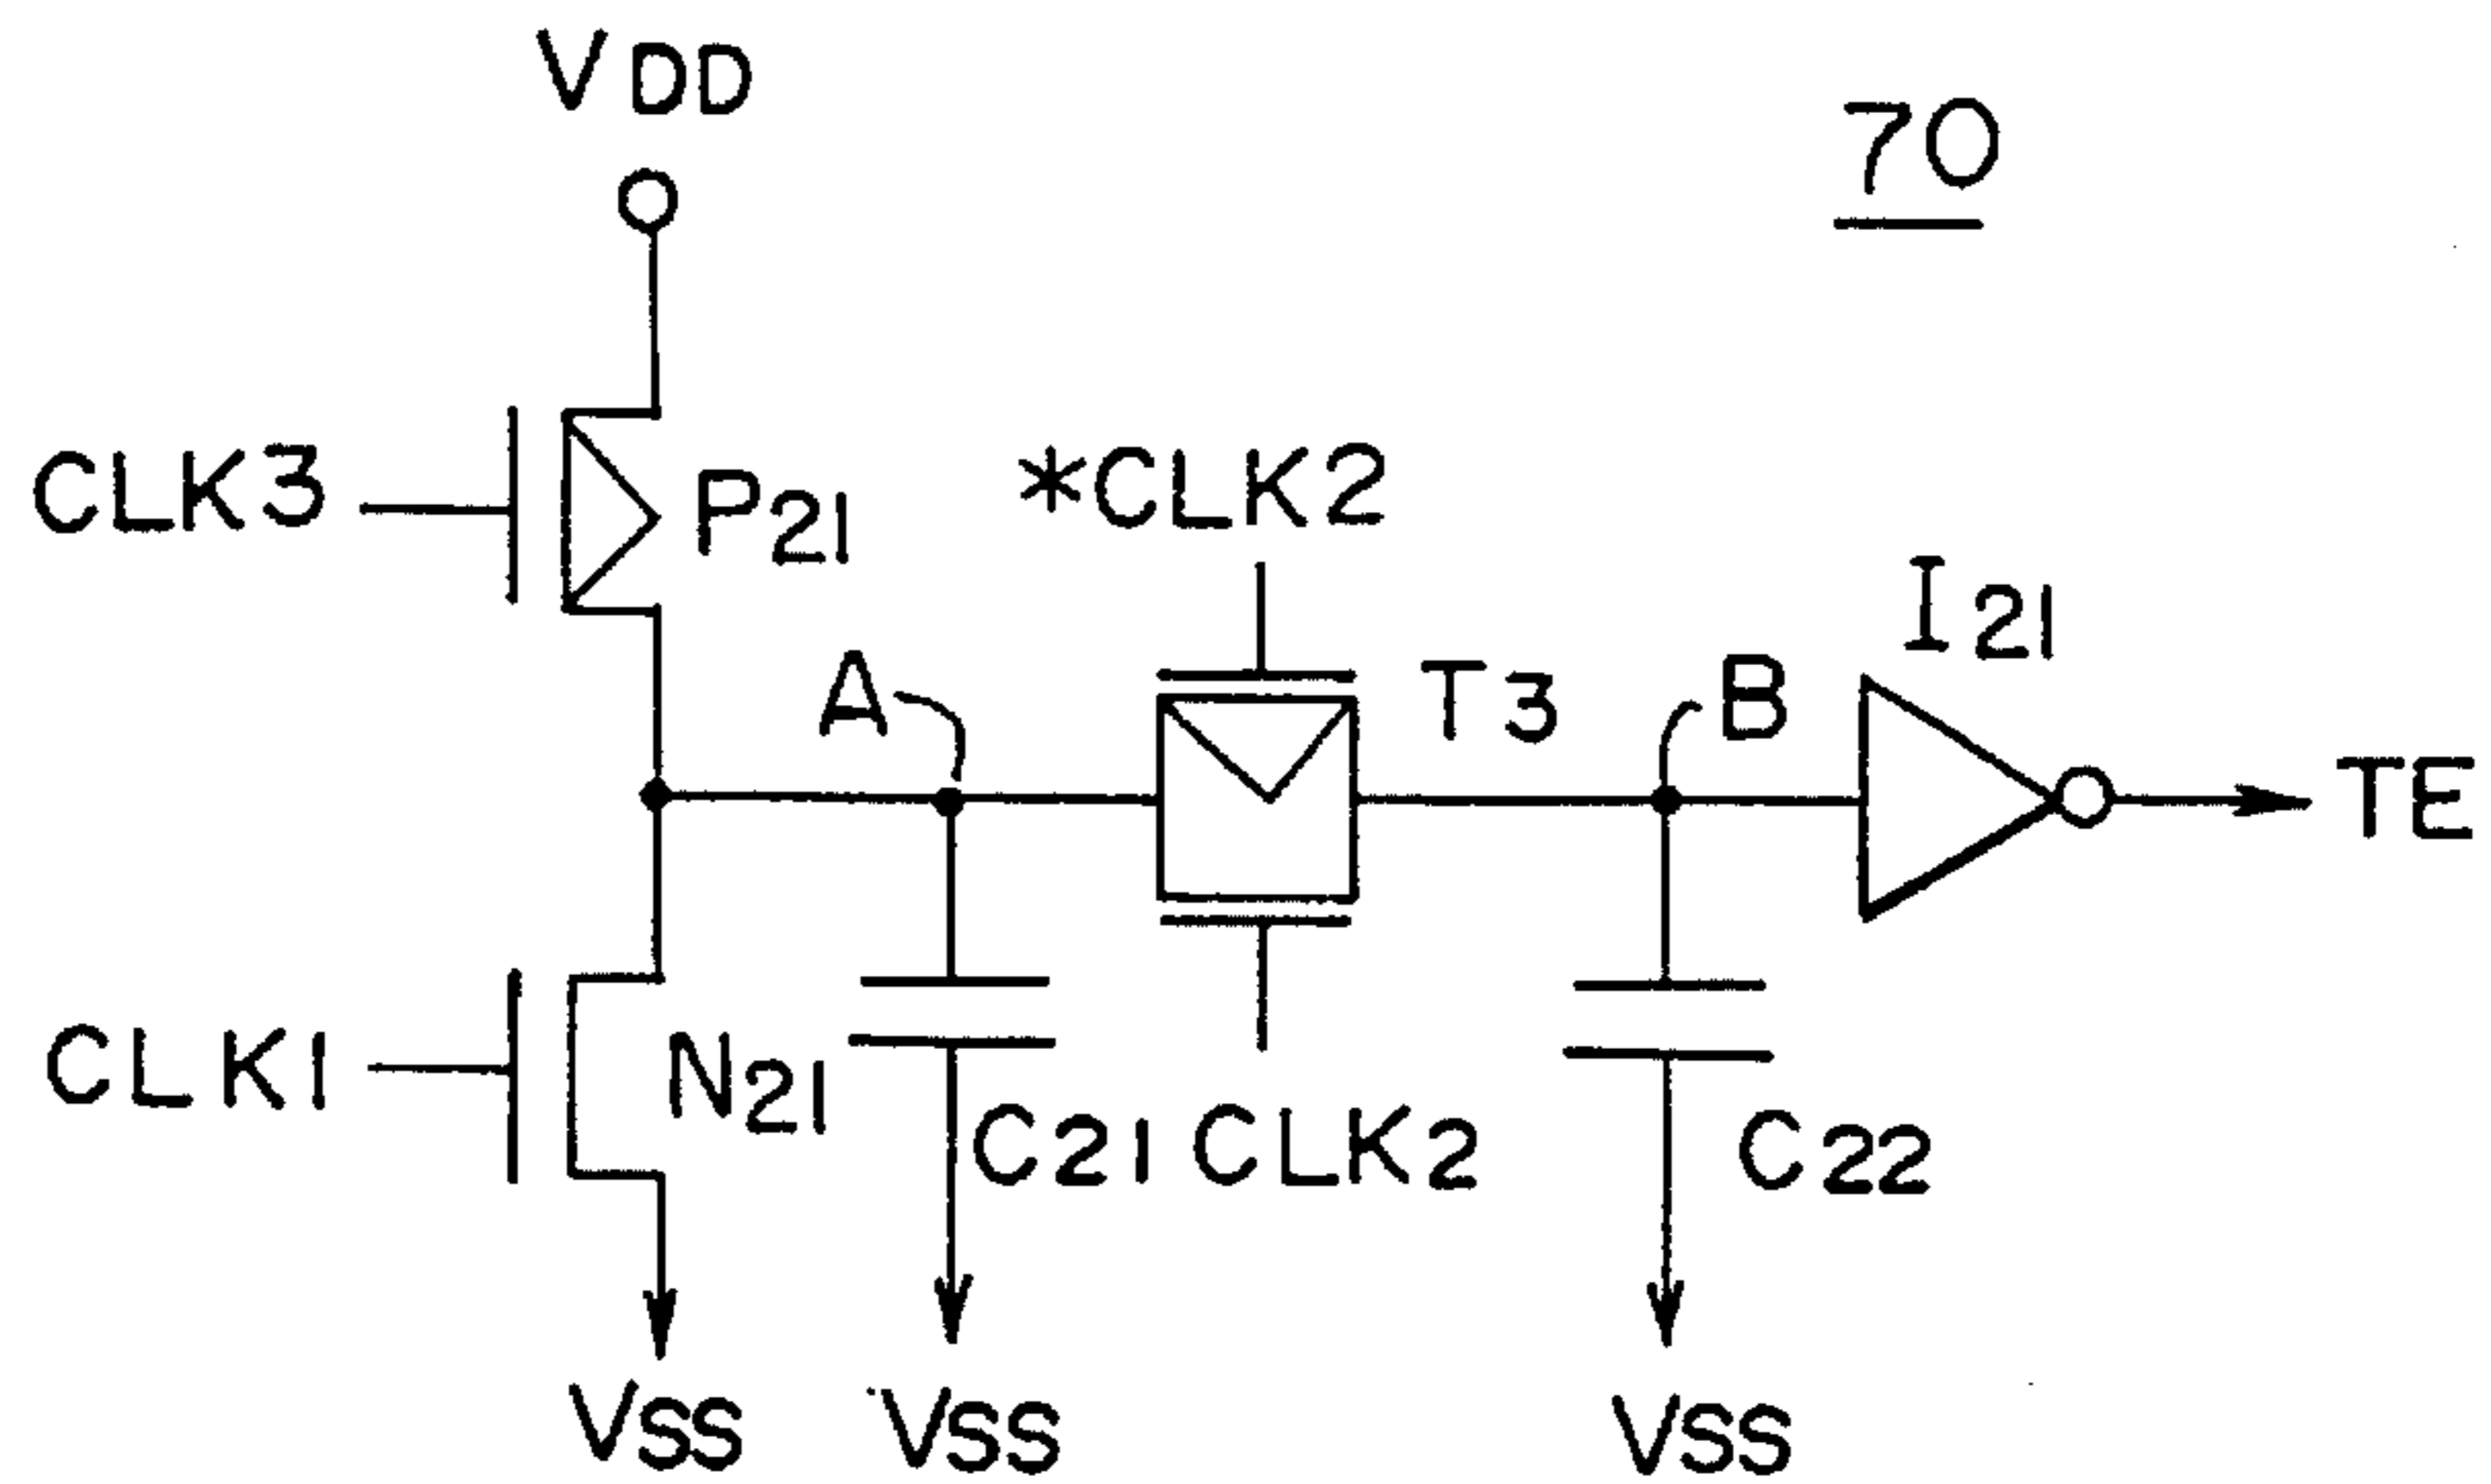 VDD
70
CLK3
P21
*CLK2
I21
A
T3
B
TE
CLK1
N21
C21
CLK2
C22
VSS
VSS
VSS